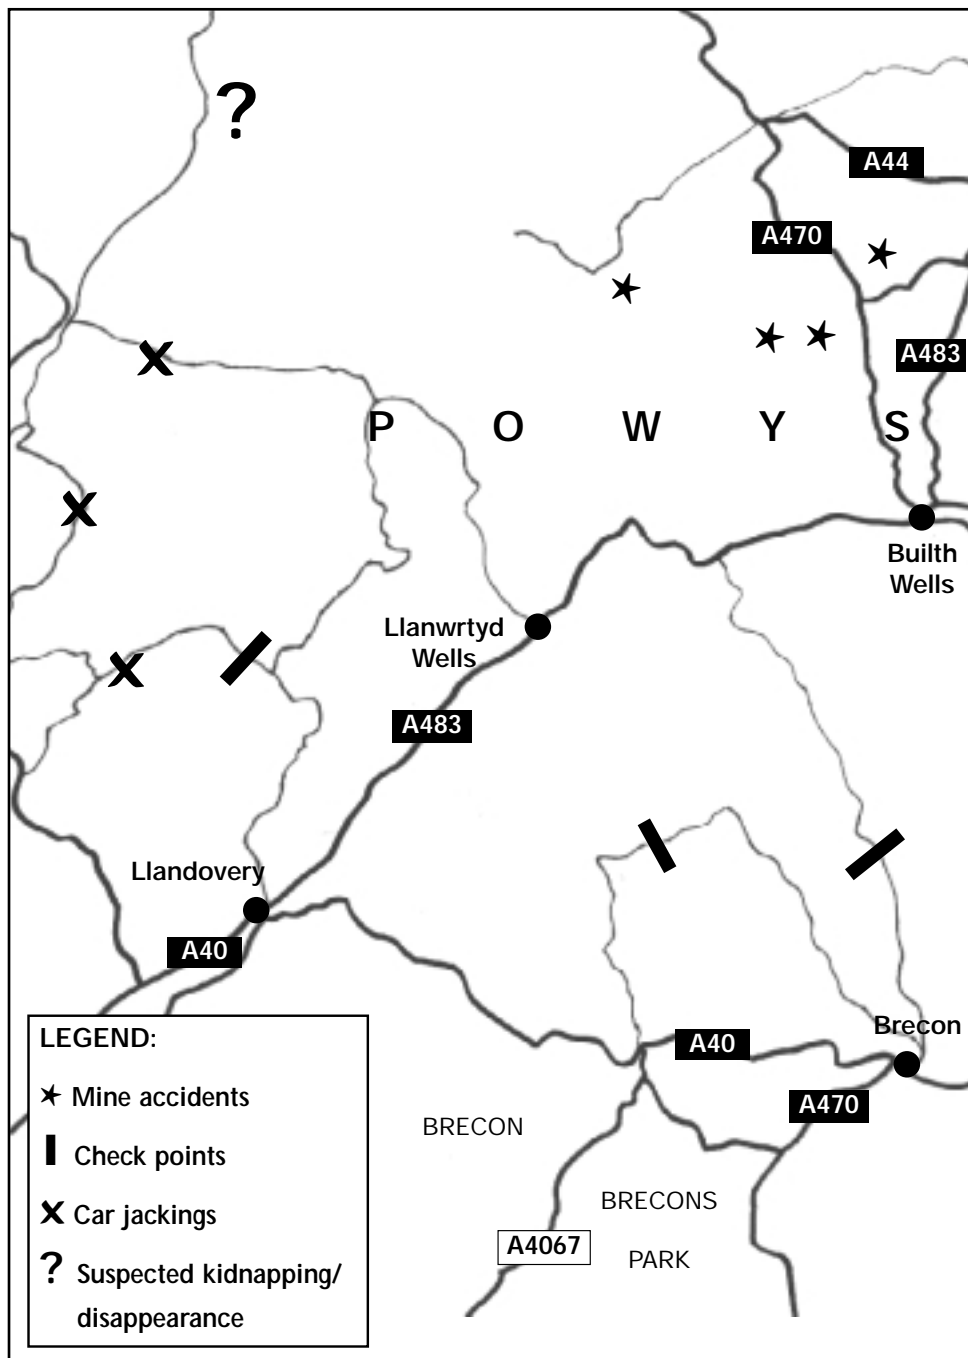 ?
A44
A470
A483
P O W Y S
Builth
Wells
Llanwrtyd
Wells
A483
Llandovery
A40
Brecon
A40
A470
BRECON
BRECONS
PARK
A4067
LEGEND:
Mine accidents
Check points
Car jackings
? Suspected kidnapping/
disappearance